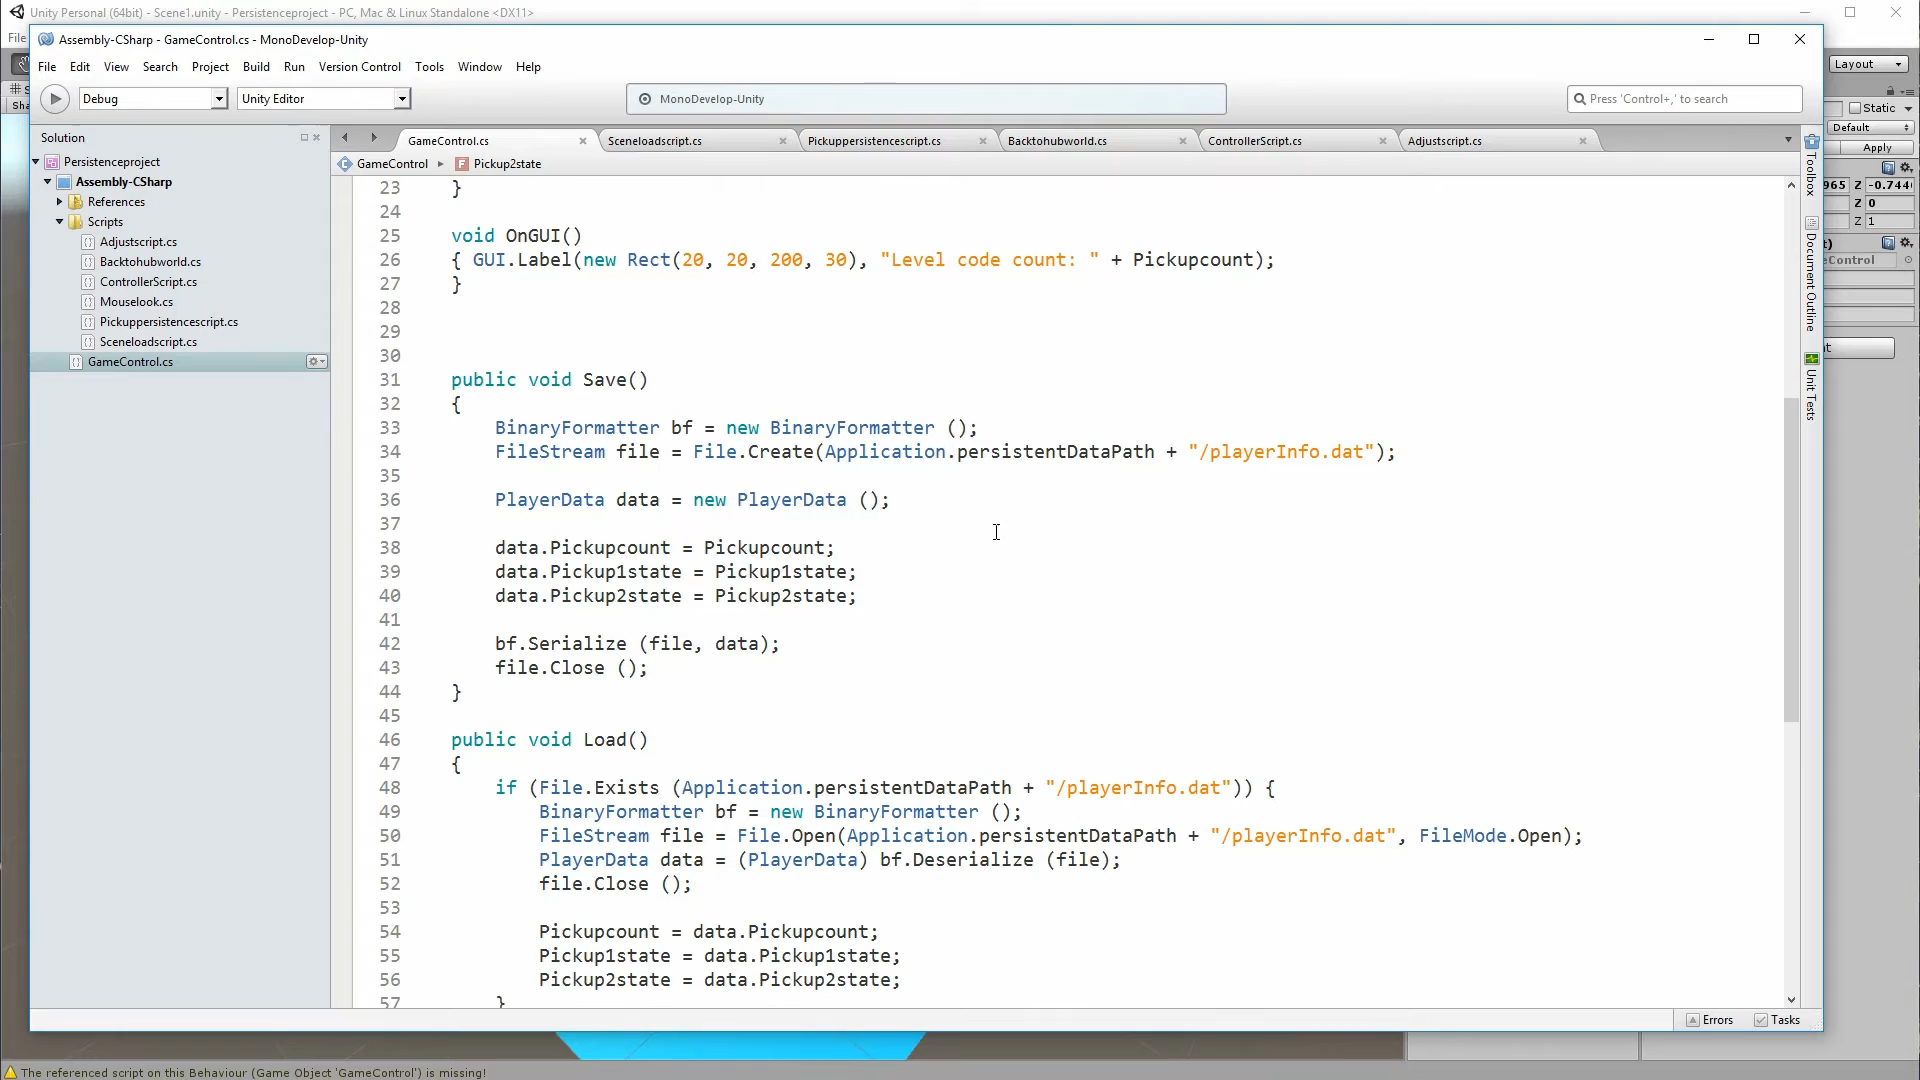 Unity Personal (64bit) - Scene1.unity - Persistenceproject - PC, Mac & Linux Standalone <DX11>
File
Assembly-CSharp - GameControl.cs - MonoDevelop-Unity
File Edit View Search Project Build Run Version Control Tools Window Help
Layout
Debug
Unity Editor
MonoDevelop-Unity
Press 'Control+,' to search
Static
Default
Apply
Solution
GameControl.cs
Sceneloadscript.cs
Pickuppersistencescript.cs
Backtohubworld.cs
ControllerScript.cs
Adjustscript.cs
GameControl
Pickup2state
Persistenceproject
Assembly-CSharp
References
Scripts
Adjustscript.cs
Backtohubworld.cs
ControllerScript.cs
Mouselook.cs
Pickuppersistencescript.cs
Sceneloadscript.cs
GameControl.cs
23 }
24
25 void OnGUI()
26 { GUI.Label(new Rect(20, 20, 200, 30), "Level code count: " + Pickupcount);
27 }
28
29
30
31 public void Save()
32 {
33 BinaryFormatter bf = new BinaryFormatter ();
34 FileStream file = File.Create(Application.persistentDataPath + "/playerInfo.dat");
35
36 PlayerData data = new PlayerData ();
37
38 data.Pickupcount = Pickupcount;
39 data.Pickup1state = Pickup1state;
40 data.Pickup2state = Pickup2state;
41
42 bf.Serialize (file, data);
43 file.Close ();
44 }
45
46 public void Load()
47 {
48 if (File.Exists (Application.persistentDataPath + "/playerInfo.dat")) {
49 BinaryFormatter bf = new BinaryFormatter ();
50 FileStream file = File.Open(Application.persistentDataPath + "/playerInfo.dat", FileMode.Open);
51 PlayerData data = (PlayerData) bf.Deserialize (file);
52 file.Close ();
53
54 Pickupcount = data.Pickupcount;
55 Pickup1state = data.Pickup1state;
56 Pickup2state = data.Pickup2state;
57 }
Toolbox
Document Outline
Unit Tests
965 Z -0.744
Z 0
Z 1
Errors
Tasks
The referenced script on this Behaviour (Game Object 'GameControl') is missing!